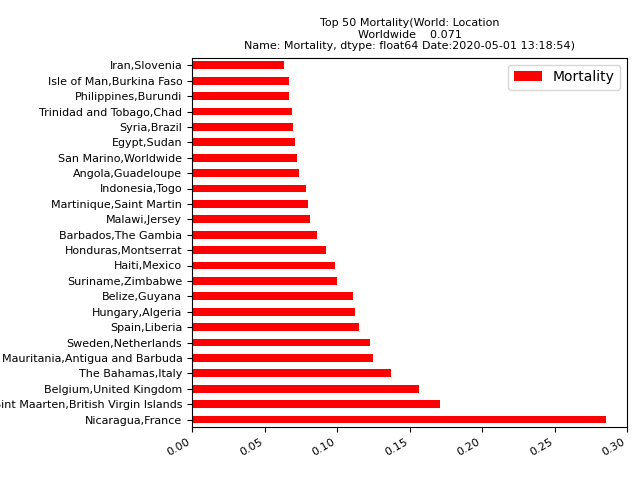 Top 50 Mortality(World: Location
Worldwide    0.071
Name: Mortality, dtype: float64 Date:2020-05-01 13:18:54)
Mortality
Iran,Slovenia
Isle of Man,Burkina Faso
Philippines,Burundi
Trinidad and Tobago,Chad
Syria,Brazil
Egypt,Sudan
San Marino,Worldwide
Angola,Guadeloupe
Indonesia,Togo
Martinique,Saint Martin
Malawi,Jersey
Barbados,The Gambia
Honduras,Montserrat
Haiti,Mexico
Suriname,Zimbabwe
Belize,Guyana
Hungary,Algeria
Spain,Liberia
Sweden,Netherlands
Mauritania,Antigua and Barbuda
The Bahamas,Italy
Belgium,United Kingdom
int Maarten,British Virgin Islands
Nicaragua,France
0.00 0.05 0.10 0.15 0.20 0.25 0.30